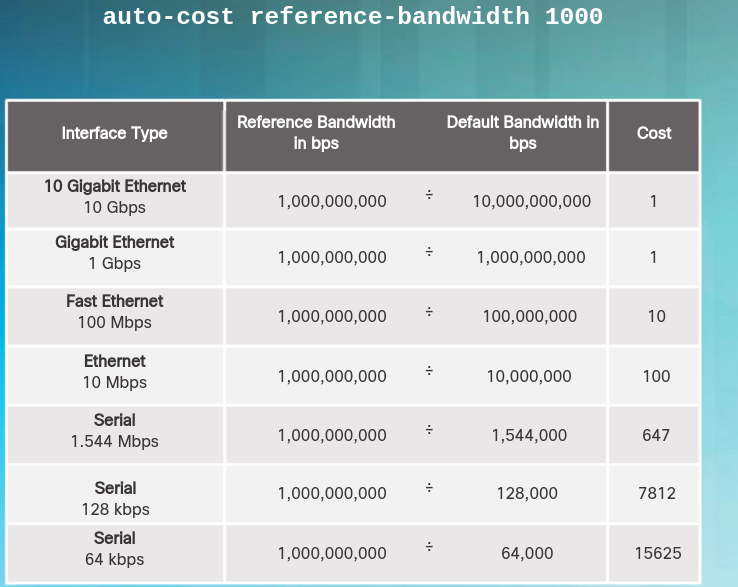 auto-cost reference-bandwidth 1000
Interface Type
Reference Bandwidth
in bps
Default Bandwidth in
bps
Cost
10 Gigabit Ethernet
10 Gbps
1,000,000,000 ÷ 10,000,000,000 1
Gigabit Ethernet
1 Gbps
1,000,000,000 ÷ 1,000,000,000 1
Fast Ethernet
100 Mbps
1,000,000,000 ÷ 100,000,000 10
Ethernet
10 Mbps
1,000,000,000 ÷ 10,000,000 100
Serial
1.544 Mbps
1,000,000,000 ÷ 1,544,000 647
Serial
128 kbps
1,000,000,000 ÷ 128,000 7812
Serial
64 kbps
1,000,000,000 ÷ 64,000 15625